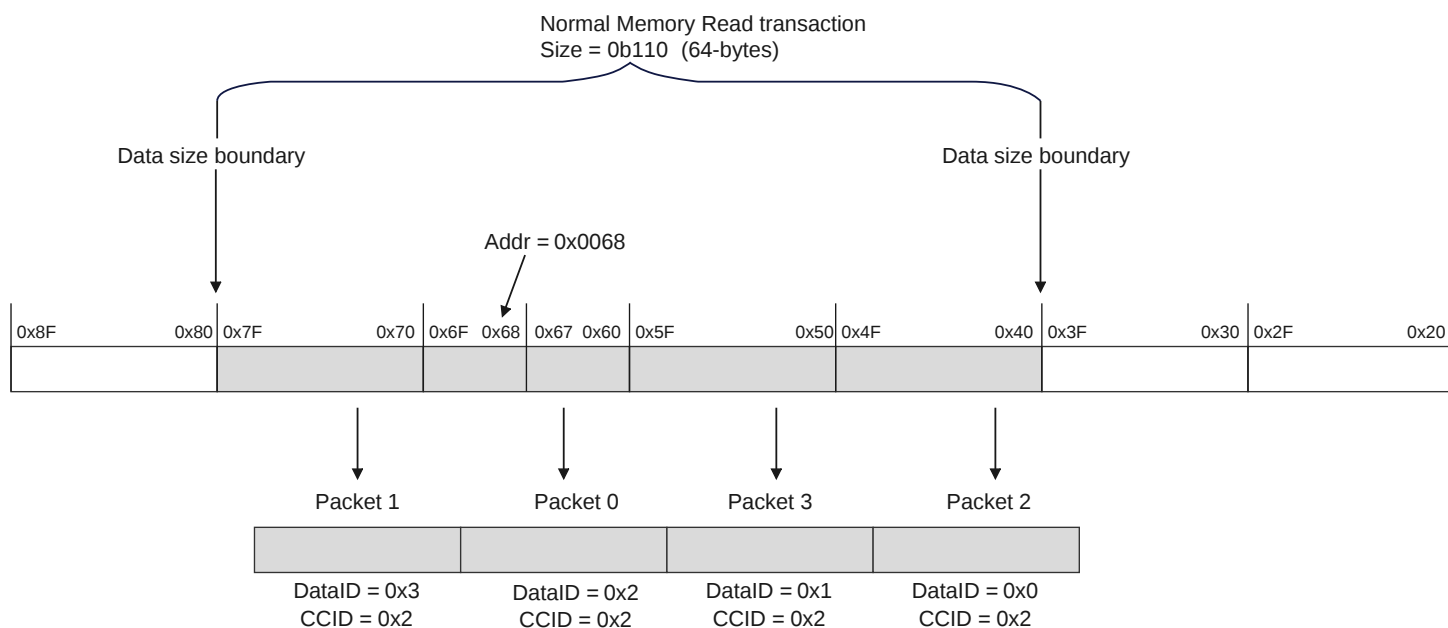 Normal Memory Read transaction
Size = 0b110 (64-bytes)
Data size boundary
Data size boundary
Addr = 0x0068
0x8F 0x80 0x7F 0x70 0x6F 0x68 0x67 0x60 0x5F 0x50 0x4F 0x40 0x3F 0x30 0x2F 0x20
Packet 1 Packet 0 Packet 3 Packet 2
DataID = 0x3 DataID = 0x2 DataID = 0x1 DataID = 0x0
CCID = 0x2 CCID = 0x2 CCID = 0x2 CCID = 0x2